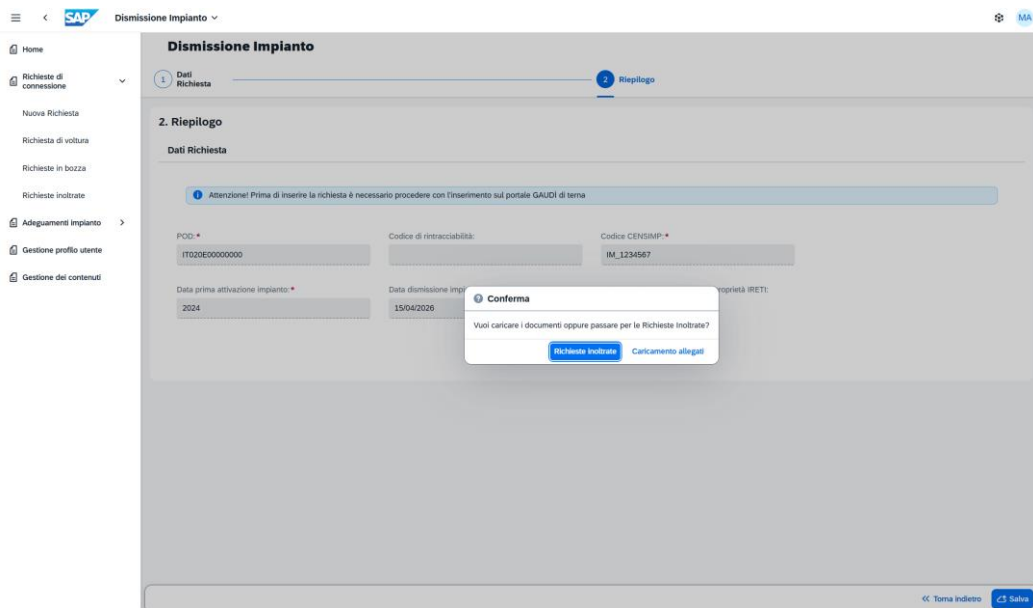 SAP
Dismissione Impianto
MA
Home
Richieste di
connessione
Nuova Richiesta
Richiesta di voltura
Richieste in bozza
Richieste inoltrate
Adeguamenti impianto
Gestione profilo utente
Gestione dei contenuti
Dismissione Impianto
1
Dati
Richiesta
2
Riepilogo
2. Riepilogo
Dati Richiesta
Attenzione! Prima di inserire la richiesta è necessario procedere con l'inserimento sul portale GAUDÌ di terna
POD:*
Codice di rintracciabilità:
Codice CENSIMP:*
IT020E00000000
IM_1234567
Data prima attivazione impianto:*
Data dismissione impi
roprietà IRETI:
2024
15/04/2026
Conferma
Vuoi caricare i documenti oppure passare per le Richieste Inoltrate?
Richieste inoltrate
Caricamento allegati
Torna indietro
Salva